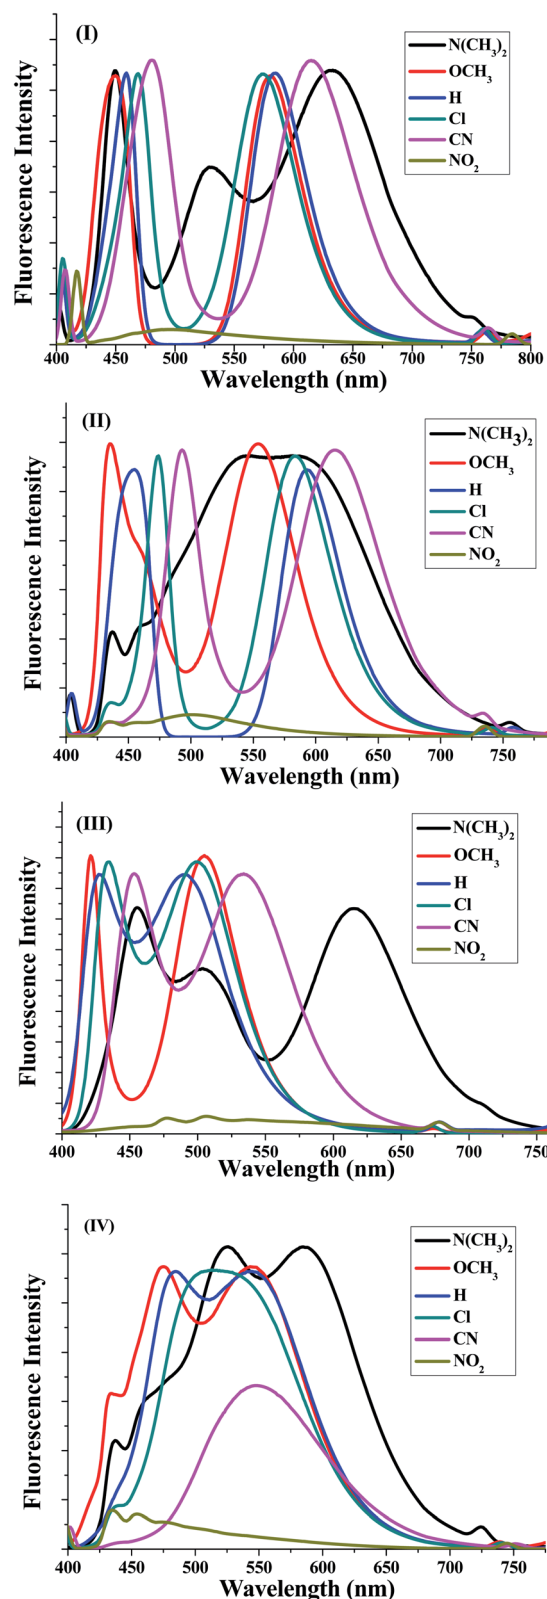 (I)
N(CH₃)₂
OCH₃
H
Cl
CN
NO₂
Fluorescence Intensity
400 450 500 550 600 650 700 750 800
Wavelength (nm)
(II)
N(CH3)₂
OCH₃
H
Cl
CN
NO₂
Fluorescence Intensity
400 450 500 550 600 650 700 750
Wavelength (nm)
(III)
N(CH₃)₂
OCH₃
H
Cl
CN
NO₂
Fluorescence Intensity
400 450 500 550 600 650 700 750
Wavelength (nm)
(IV)
N(CH₃)₂
OCH₃
H
Cl
CN
NO₂
Fluorescence Intensity
400 450 500 550 600 650 700 750
Wavelength (nm)